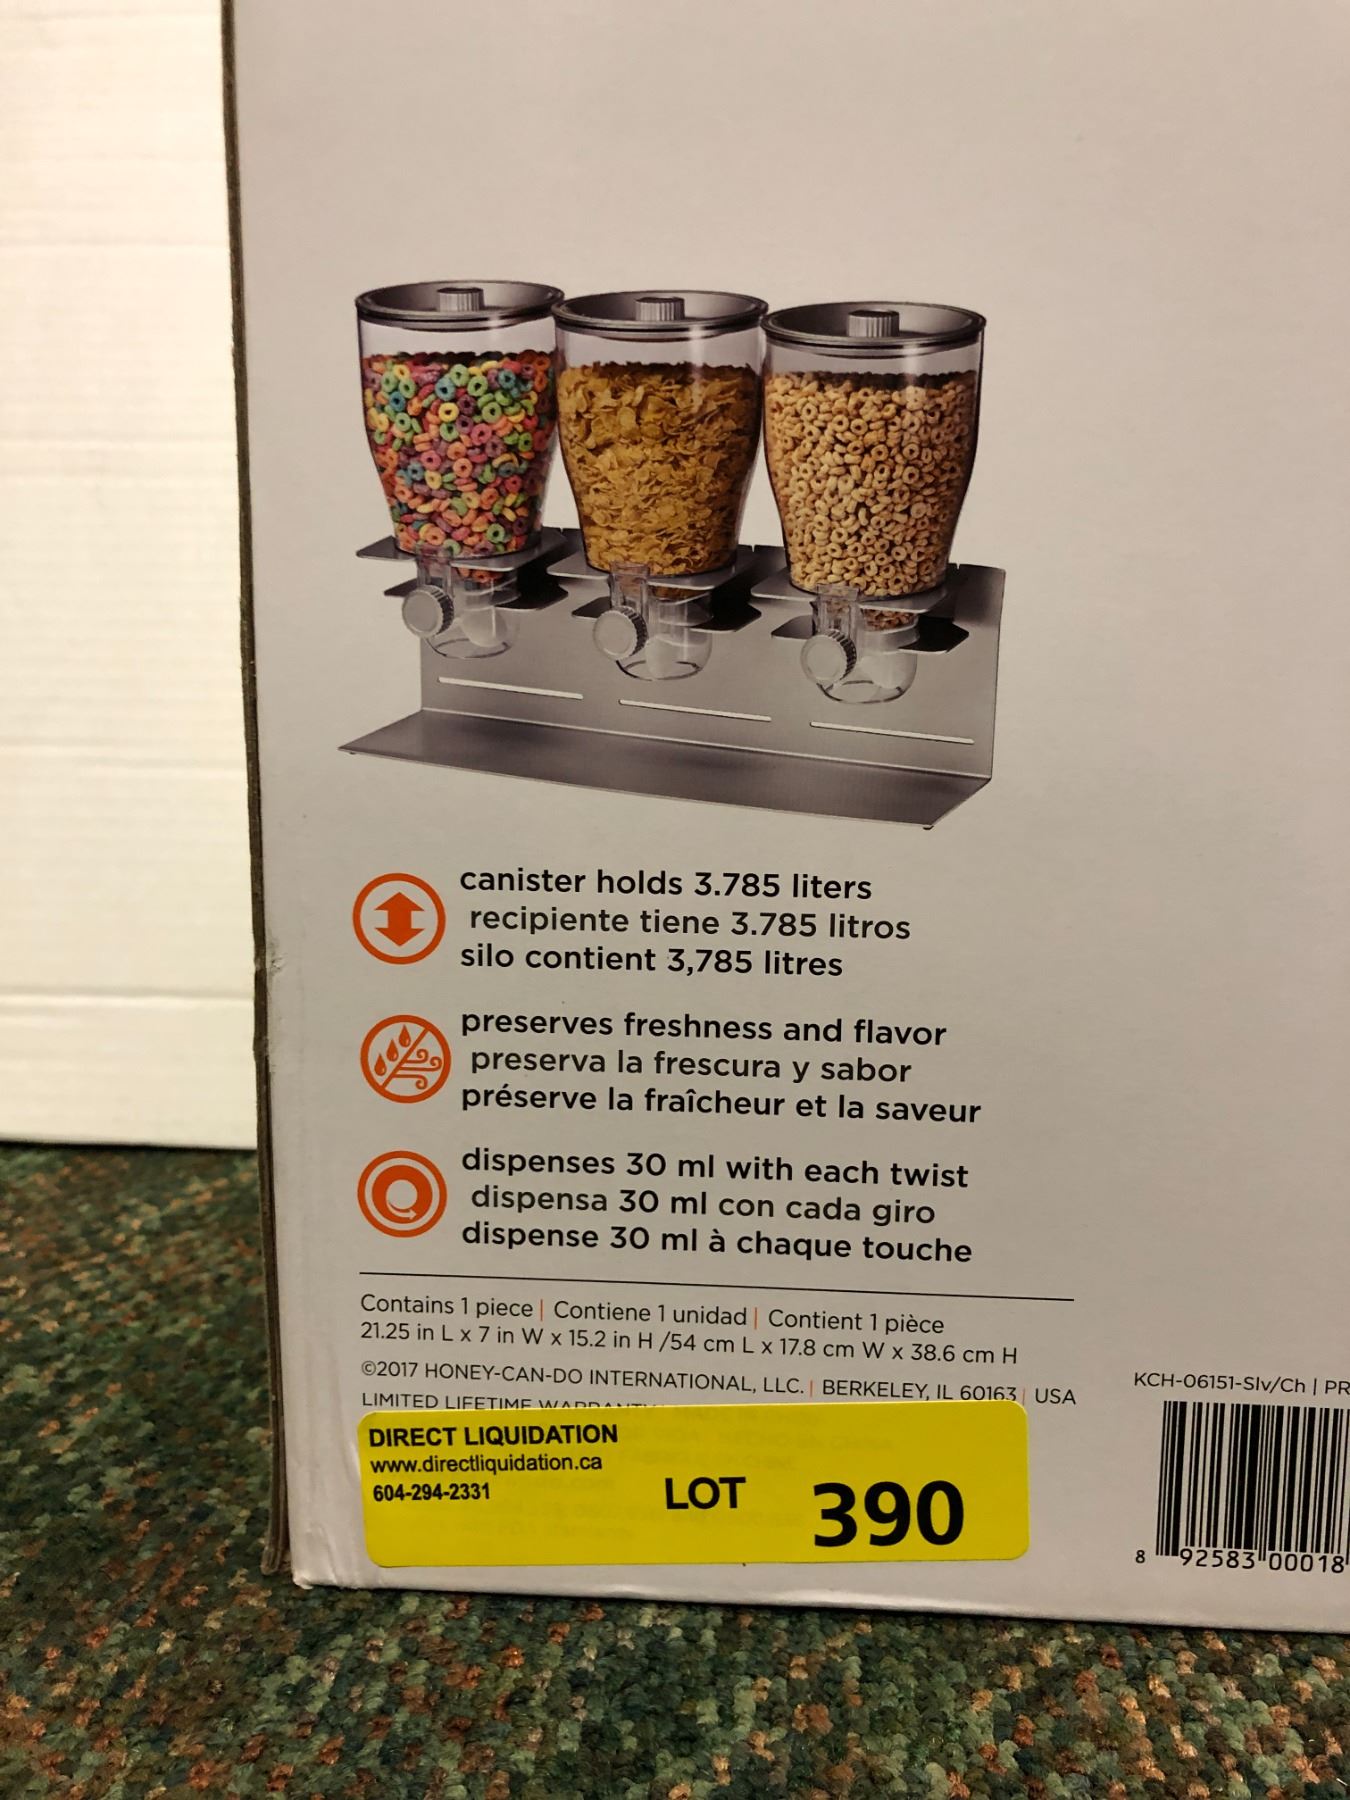 canister holds 3.785 liters
recipiente tiene 3.785 litros
silo contient 3,785 litres
preserves freshness and flavor
preserva la frescura y sabor
préserve la fraîcheur et la saveur
dispenses 30 ml with each twist
dispensa 30 ml con cada giro
dispense 30 ml à chaque touche
Contains 1 piece | Contiene 1 unidad | Contient 1 pièce
21.25 in L x 7 in W x 15.2 in H /54 cm L x 17.8 cm W x 38.6 cm H
©2017 HONEY-CAN-DO INTERNATIONAL, LLC. | BERKELEY, IL 60163 | USA
LIMITED LIFETIME WARRANTY
KCH-06151-Slv/Ch | PR
8 92583 00018
DIRECT LIQUIDATION
www.directliquidation.ca
604-294-2331
LOT 390